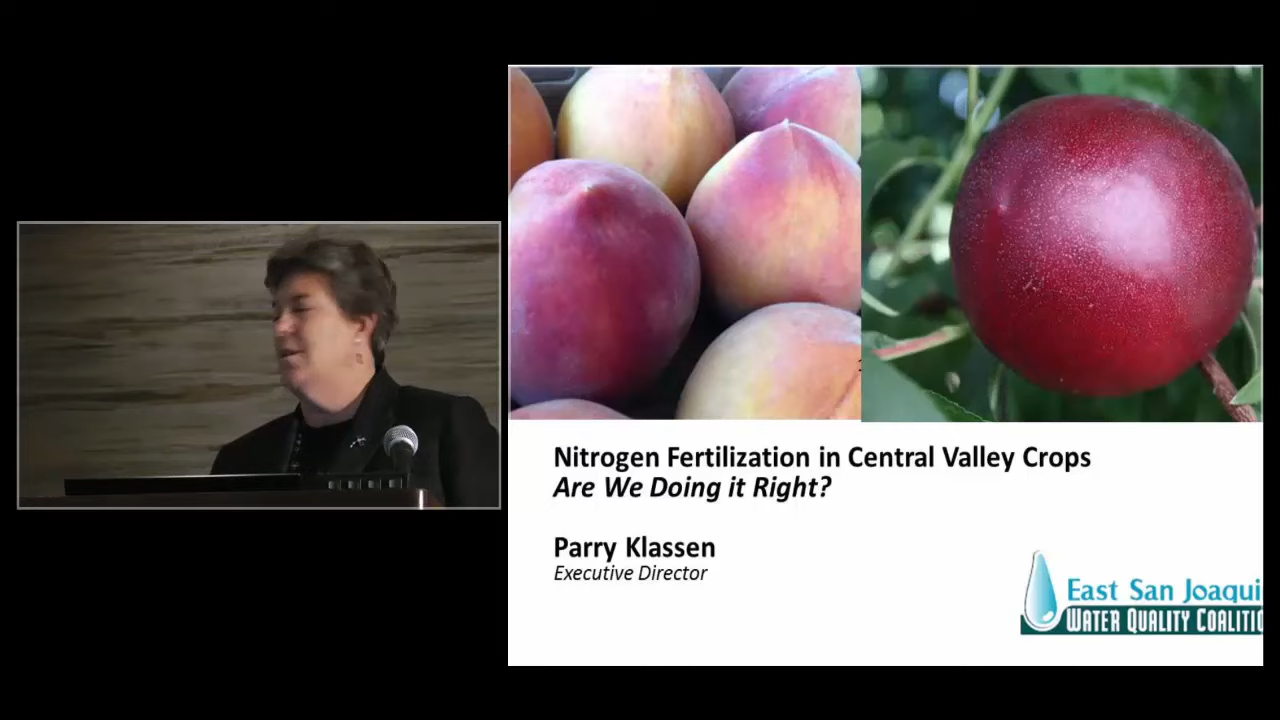 Nitrogen Fertilization in Central Valley Crops
Are We Doing it Right?
Parry Klassen
Executive Director
East San Joaqui
WATER QUALITY COALITIO